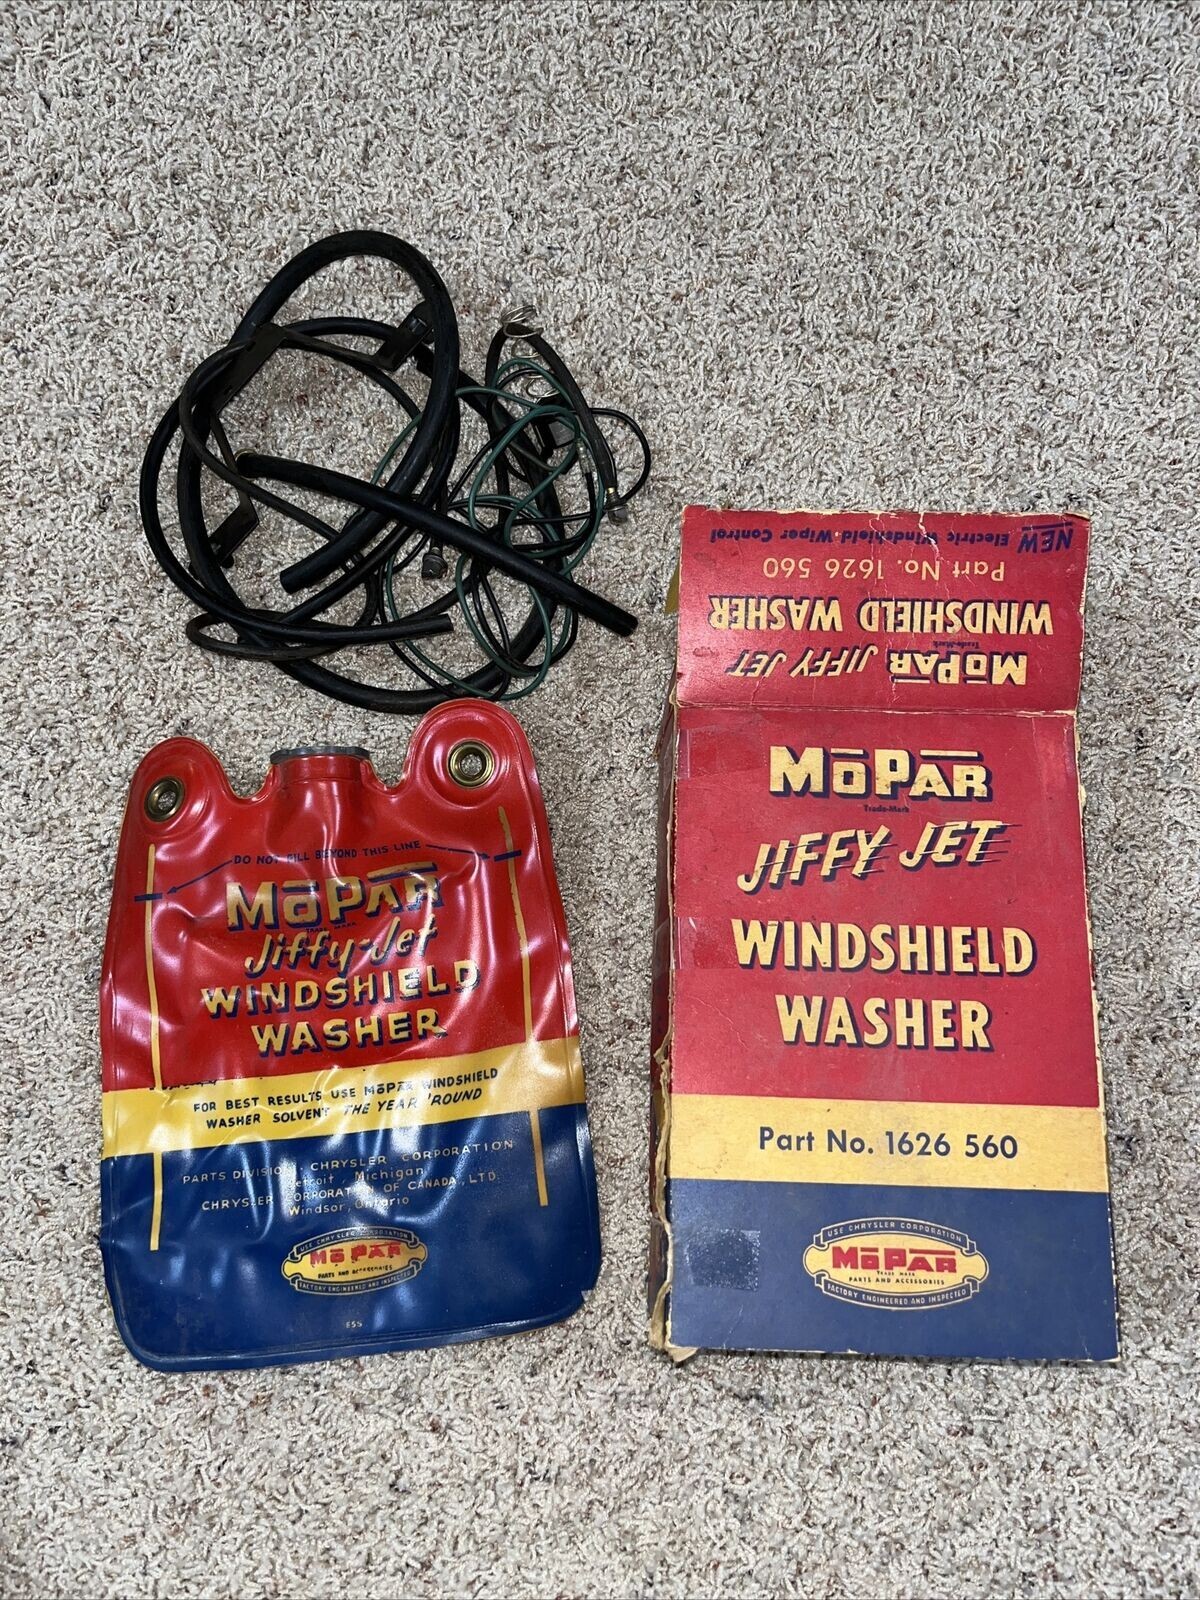 NEW Electric Windshield Wiper Control
Part No. 1626 560
WINDSHIELD WASHER
MOPAR JIFFY JET
Trade-Mark
MOPAR
Trade-Mark
JIFFY JET
WINDSHIELD
WASHER
Part No. 1626 560
USE CHRYSLER CORPORATION
MOPAR
TRADE MARK
PARTS AND ACCESSORIES
FACTORY ENGINEERED AND INSPECTED
DO NOT FILL BEYOND THIS LINE
MOPAR
TRADE MARK
Jiffy-Jet
WINDSHIELD
WASHER
FOR BEST RESULTS USE MOPAR WINDSHIELD
WASHER SOLVENT THE YEAR 'ROUND
PARTS DIVISION, CHRYSLER CORPORATION
Detroit, Michigan
CHRYSLER CORPORATION OF CANADA, LTD.
Windsor, Ontario
USE CHRYSLER CORPORATION
MOPAR
PARTS AND ACCESSORIES
FACTORY ENGINEERED AND INSPECTED